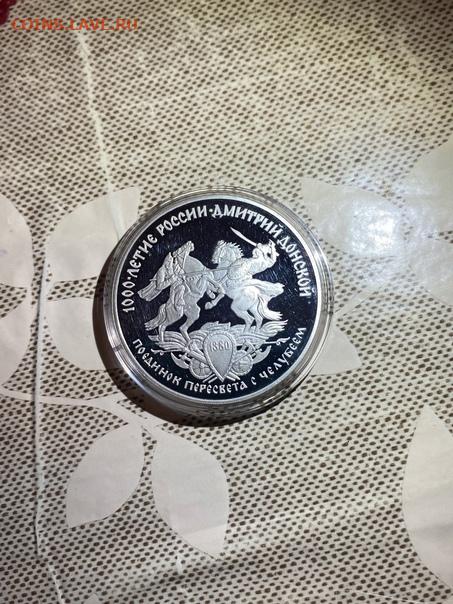 COINS.LAVE.RU
1000-ЛЕТИЕ РОССИИ·ДМИТРИЙ ДОНСКОЙ
1380
ПОЕДИНОК ПЕРЕСВЕТА С ЧЕЛУБЕЕМ